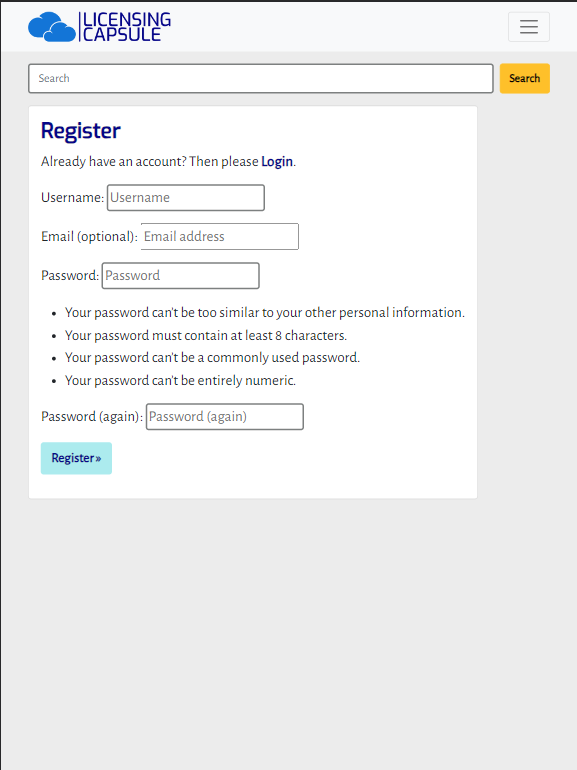 LICENSING
CAPSULE
Search
Search
Register
Already have an account? Then please Login.
Username: Username
Email (optional): Email address
Password: Password
• Your password can't be too similar to your other personal information.
• Your password must contain at least 8 characters.
• Your password can't be a commonly used password.
• Your password can't be entirely numeric.
Password (again): Password (again)
Register »